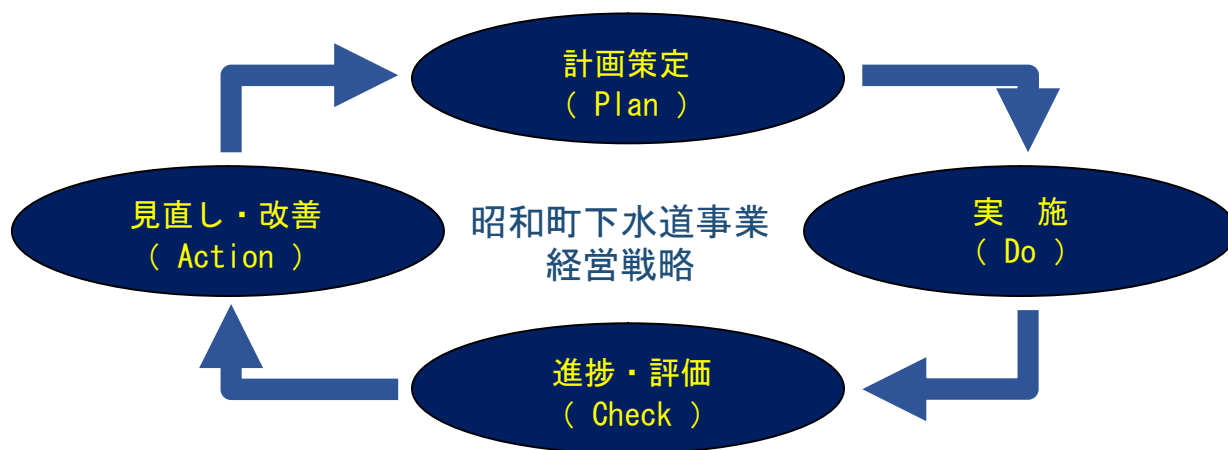 計画策定
( Plan )
見直し・改善
( Action )
昭和町下水道事業
経営戦略
実　施
( Do )
進捗・評価
( Check )